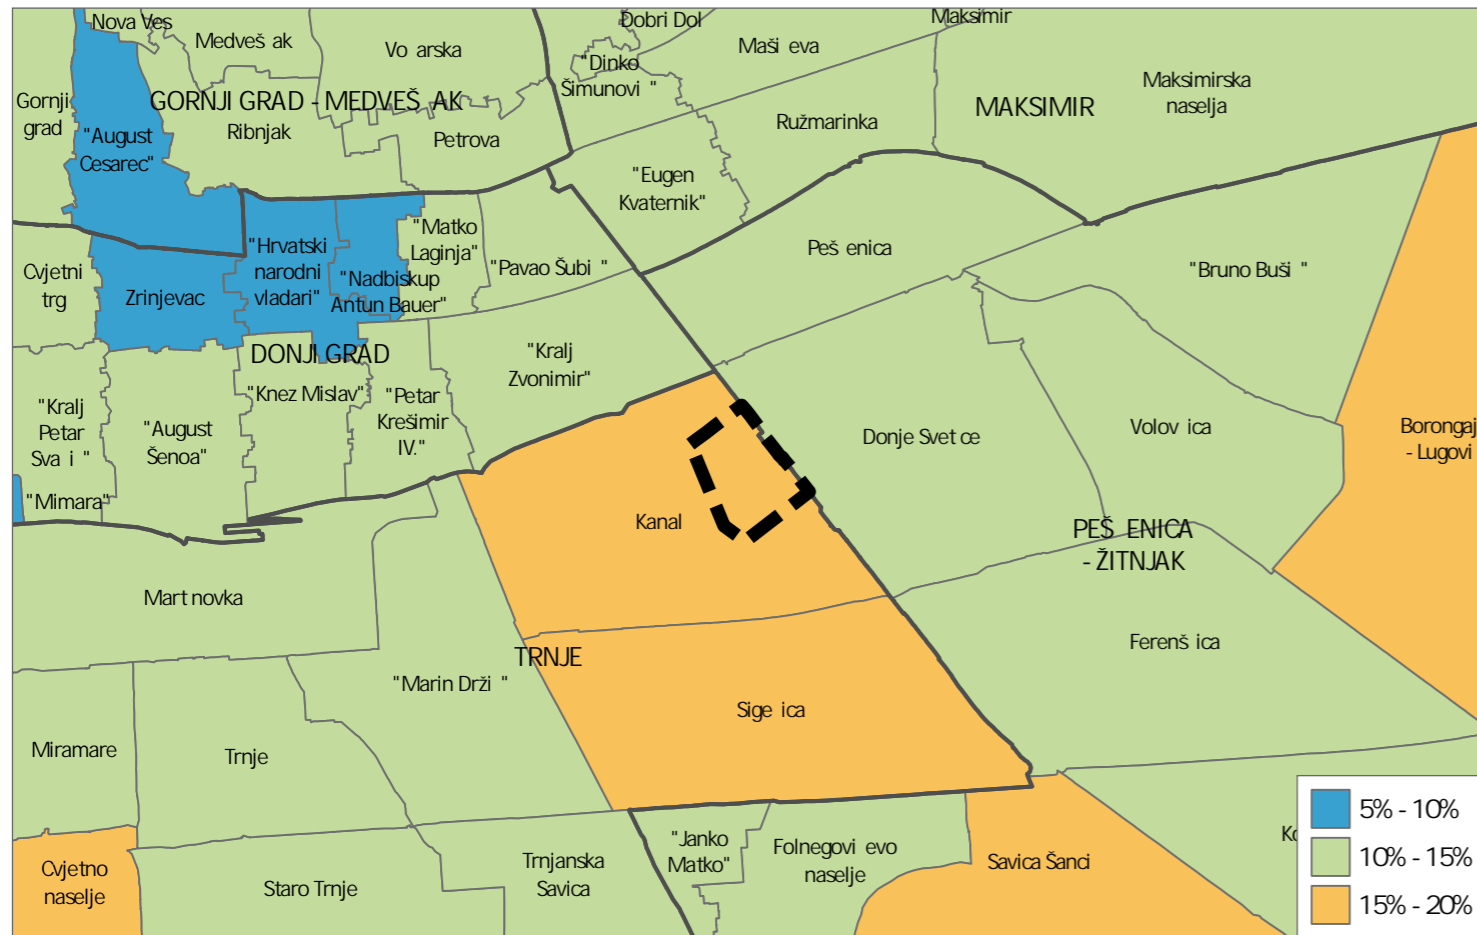 Nova Ves
Medveš ak
Vo arska
Dobri Dol
Maksimir
Maši eva
"Dinko
Šimunovi "
Maksimirska
naselja
Gornji
grad
GORNJI GRAD - MEDVEŠ AK
MAKSIMIR
"August
Cesarec"
Ribnjak
Petrova
Ružmarinka
"Eugen
Kvaternik"
"Matko
Laginja"
Cvjetni
trg
Zrinjevac
"Hrvatski
narodni
vladari"
"Nadbiskup
Antun Bauer"
"Pavao Šubi "
Peš enica
"Bruno Buši "
DONJI GRAD
"Kralj
Zvonimir"
"Kralj
Petar
Sva i "
"August
Šenoa"
"Knez Mislav"
"Petar
Krešimir
IV."
"Mimara"
Donje Svet ce
Volov ica
Borongaj
- Lugovi
Kanal
PEŠ ENICA
- ŽITNJAK
Mart novka
Ferenš ica
TRNJE
"Marin Drži "
Sige ica
Miramare
Trnje
Cvjetno
naselje
Staro Trnje
Trnjanska
Savica
"Janko
Matko"
Folnegovi evo
naselje
Savica Šanci
5% - 10%
10% - 15%
15% - 20%